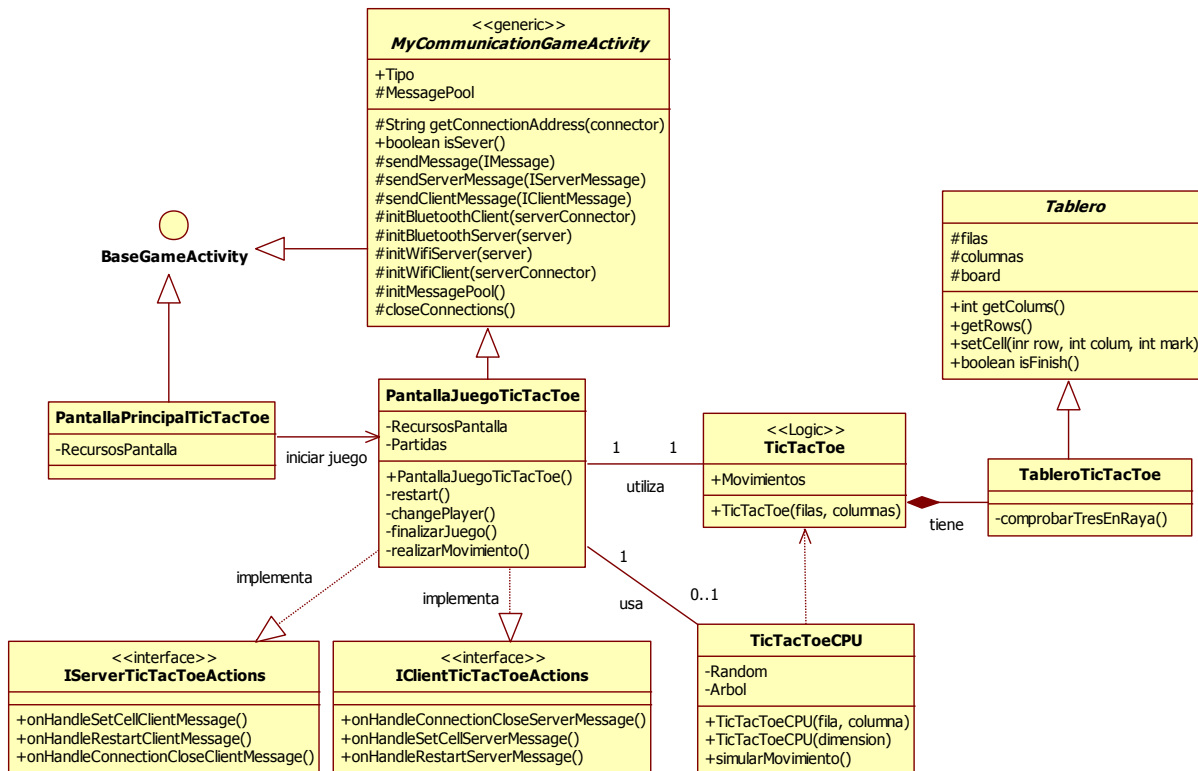 <<generic>>
MyCommunicationGameActivity
+Tipo
#MessagePool
#String getConnectionAddress(connector)
+boolean isSever()
#sendMessage(IMessage)
#sendServerMessage(IServerMessage)
#sendClientMessage(IClientMessage)
#initBluetoothClient(serverConnector)
#initBluetoothServer(server)
#initWifiServer(server)
#initWifiClient(serverConnector)
#initMessagePool()
#closeConnections()
BaseGameActivity
Tablero
#filas
#columnas
#board
+int getColums()
+getRows()
+setCell(inr row, int colum, int mark)
+boolean isFinish()
PantallaPrincipalTicTacToe
-RecursosPantalla
iniciar juego
PantallaJuegoTicTacToe
-RecursosPantalla
-Partidas
+PantallaJuegoTicTacToe()
-restart()
-changePlayer()
-finalizarJuego()
-realizarMovimiento()
1
1
utiliza
<<Logic>>
TicTacToe
+Movimientos
+TicTacToe(filas, columnas)
tiene
TableroTicTacToe
-comprobarTresEnRaya()
implementa
implementa
1
usa
0..1
<<interface>>
IServerTicTacToeActions
+onHandleSetCellClientMessage()
+onHandleRestartClientMessage()
+onHandleConnectionCloseClientMessage()
<<interface>>
IClientTicTacToeActions
+onHandleConnectionCloseServerMessage()
+onHandleSetCellServerMessage()
+onHandleRestartServerMessage()
TicTacToeCPU
-Random
-Arbol
+TicTacToeCPU(fila, columna)
+TicTacToeCPU(dimension)
+simularMovimiento()